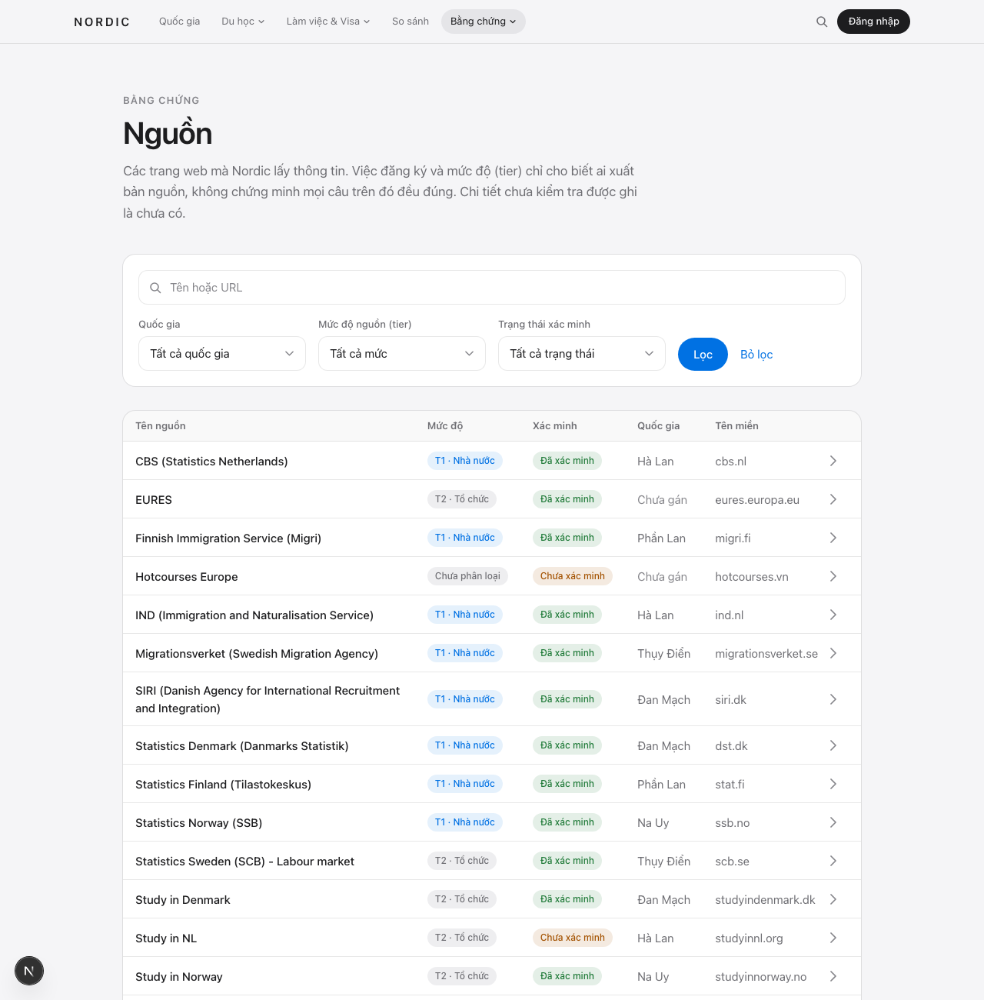 NORDIC Quốc gia Du học Làm việc & Visa So sánh Bằng chứng Đăng nhập
BẰNG CHỨNG
Nguồn
Các trang web mà Nordic lấy thông tin. Việc đăng ký và mức độ (tier) chỉ cho biết ai xuất
bản nguồn, không chứng minh mọi câu trên đó đều đúng. Chi tiết chưa kiểm tra được ghi
là chưa có.
Tên hoặc URL
Quốc gia Mức độ nguồn (tier) Trạng thái xác minh
Tất cả quốc gia Tất cả mức Tất cả trạng thái Lọc Bỏ lọc
Tên nguồn Mức độ Xác minh Quốc gia Tên miền
CBS (Statistics Netherlands) T1 · Nhà nước Đã xác minh Hà Lan cbs.nl
EURES T2 · Tổ chức Đã xác minh Chưa gán eures.europa.eu
Finnish Immigration Service (Migri) T1 · Nhà nước Đã xác minh Phần Lan migri.fi
Hotcourses Europe Chưa phân loại Chưa xác minh Chưa gán hotcourses.vn
IND (Immigration and Naturalisation Service) T1 · Nhà nước Đã xác minh Hà Lan ind.nl
Migrationsverket (Swedish Migration Agency) T1 · Nhà nước Đã xác minh Thụy Điển migrationsverket.se
SIRI (Danish Agency for International Recruitment
and Integration) T1 · Nhà nước Đã xác minh Đan Mạch siri.dk
Statistics Denmark (Danmarks Statistik) T1 · Nhà nước Đã xác minh Đan Mạch dst.dk
Statistics Finland (Tilastokeskus) T1 · Nhà nước Đã xác minh Phần Lan stat.fi
Statistics Norway (SSB) T1 · Nhà nước Đã xác minh Na Uy ssb.no
Statistics Sweden (SCB) - Labour market T2 · Tổ chức Đã xác minh Thụy Điển scb.se
Study in Denmark T2 · Tổ chức Đã xác minh Đan Mạch studyindenmark.dk
Study in NL T2 · Tổ chức Chưa xác minh Hà Lan studyinnl.org
Study in Norway T2 · Tổ chức Đã xác minh Na Uy studyinnorway.no
N